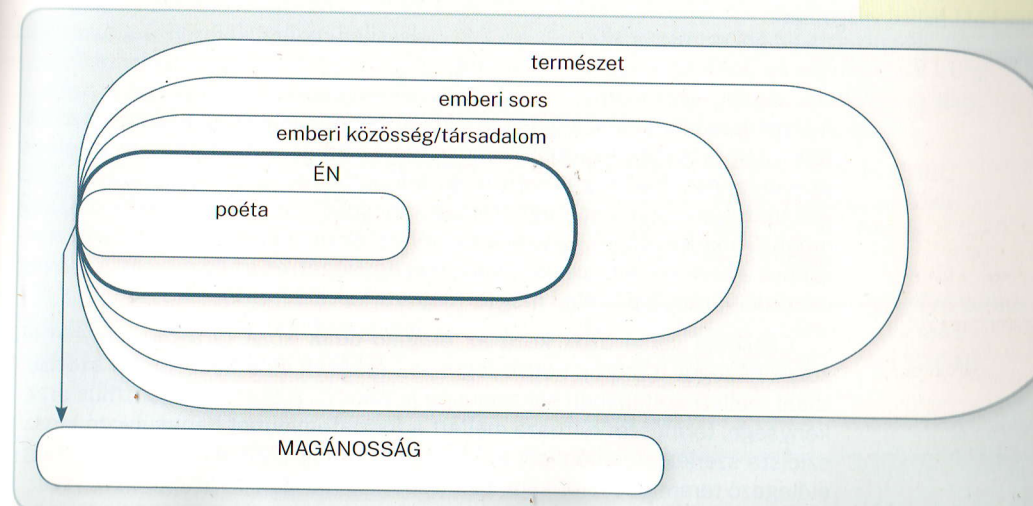 természet
emberi sors
emberi közösség/társadalom
ÉN
poéta
MAGÁNOSSÁG